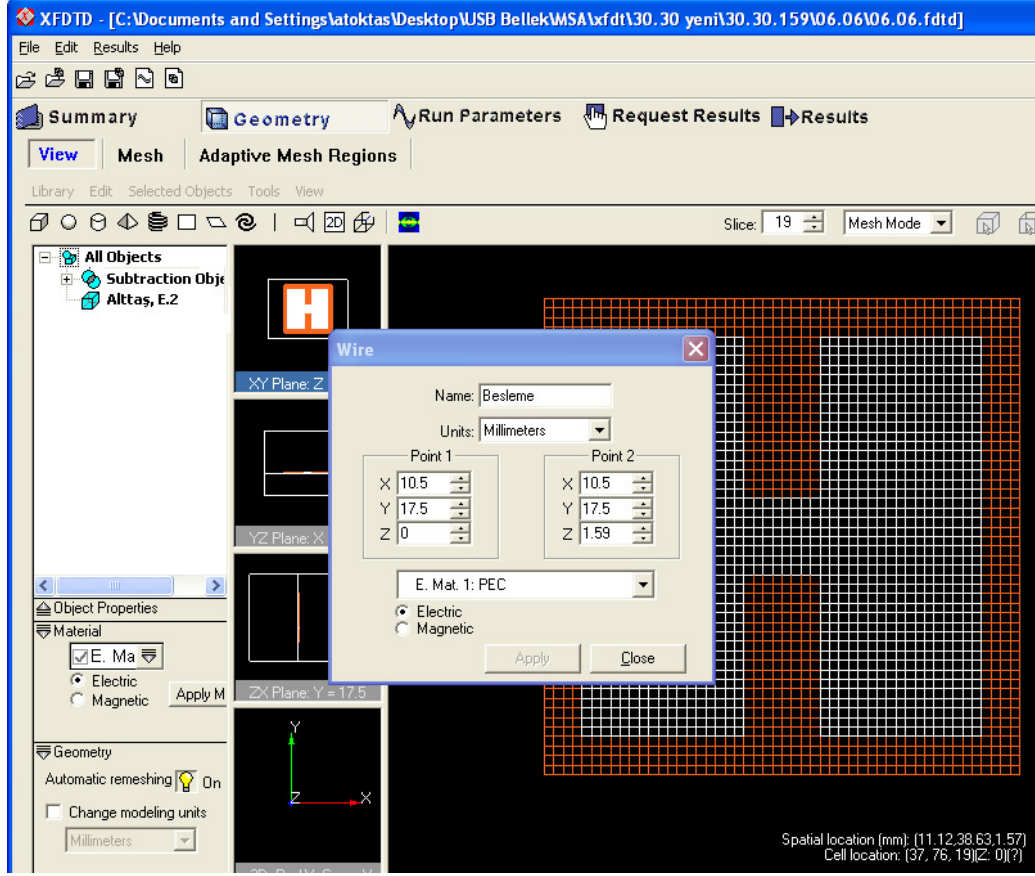 XFDTD - [C:\Documents and Settings\atoktas\Desktop\USB Bellek\MSA\xfdt\30.30 yeni\30.30.159\06.06\06.06.fdtd]
File Edit Results Help
Summary Geometry Run Parameters Request Results Results
View Mesh Adaptive Mesh Regions
Library Edit Selected Objects Tools View
2D Slice: 19 Mesh Mode
All Objects
Subtraction Obje
Alttaş, E.2
XY Plane: Z
YZ Plane: X
ZX Plane: Y = 17.5
Wire
Name: Besleme
Units: Millimeters
Point 1 Point 2
X 10.5 X 10.5
Y 17.5 Y 17.5
Z 0 Z 1.59
E. Mat. 1: PEC
Electric
Magnetic
Apply Close
Object Properties
Material
E. Ma
Electric
Magnetic Apply M
Geometry
Automatic remeshing On
Change modeling units
Millimeters
Y
Z X
Spatial location (mm): (11.12,38.63,1.57)
Cell location: (37, 76, 19)(Z: 0)(?)